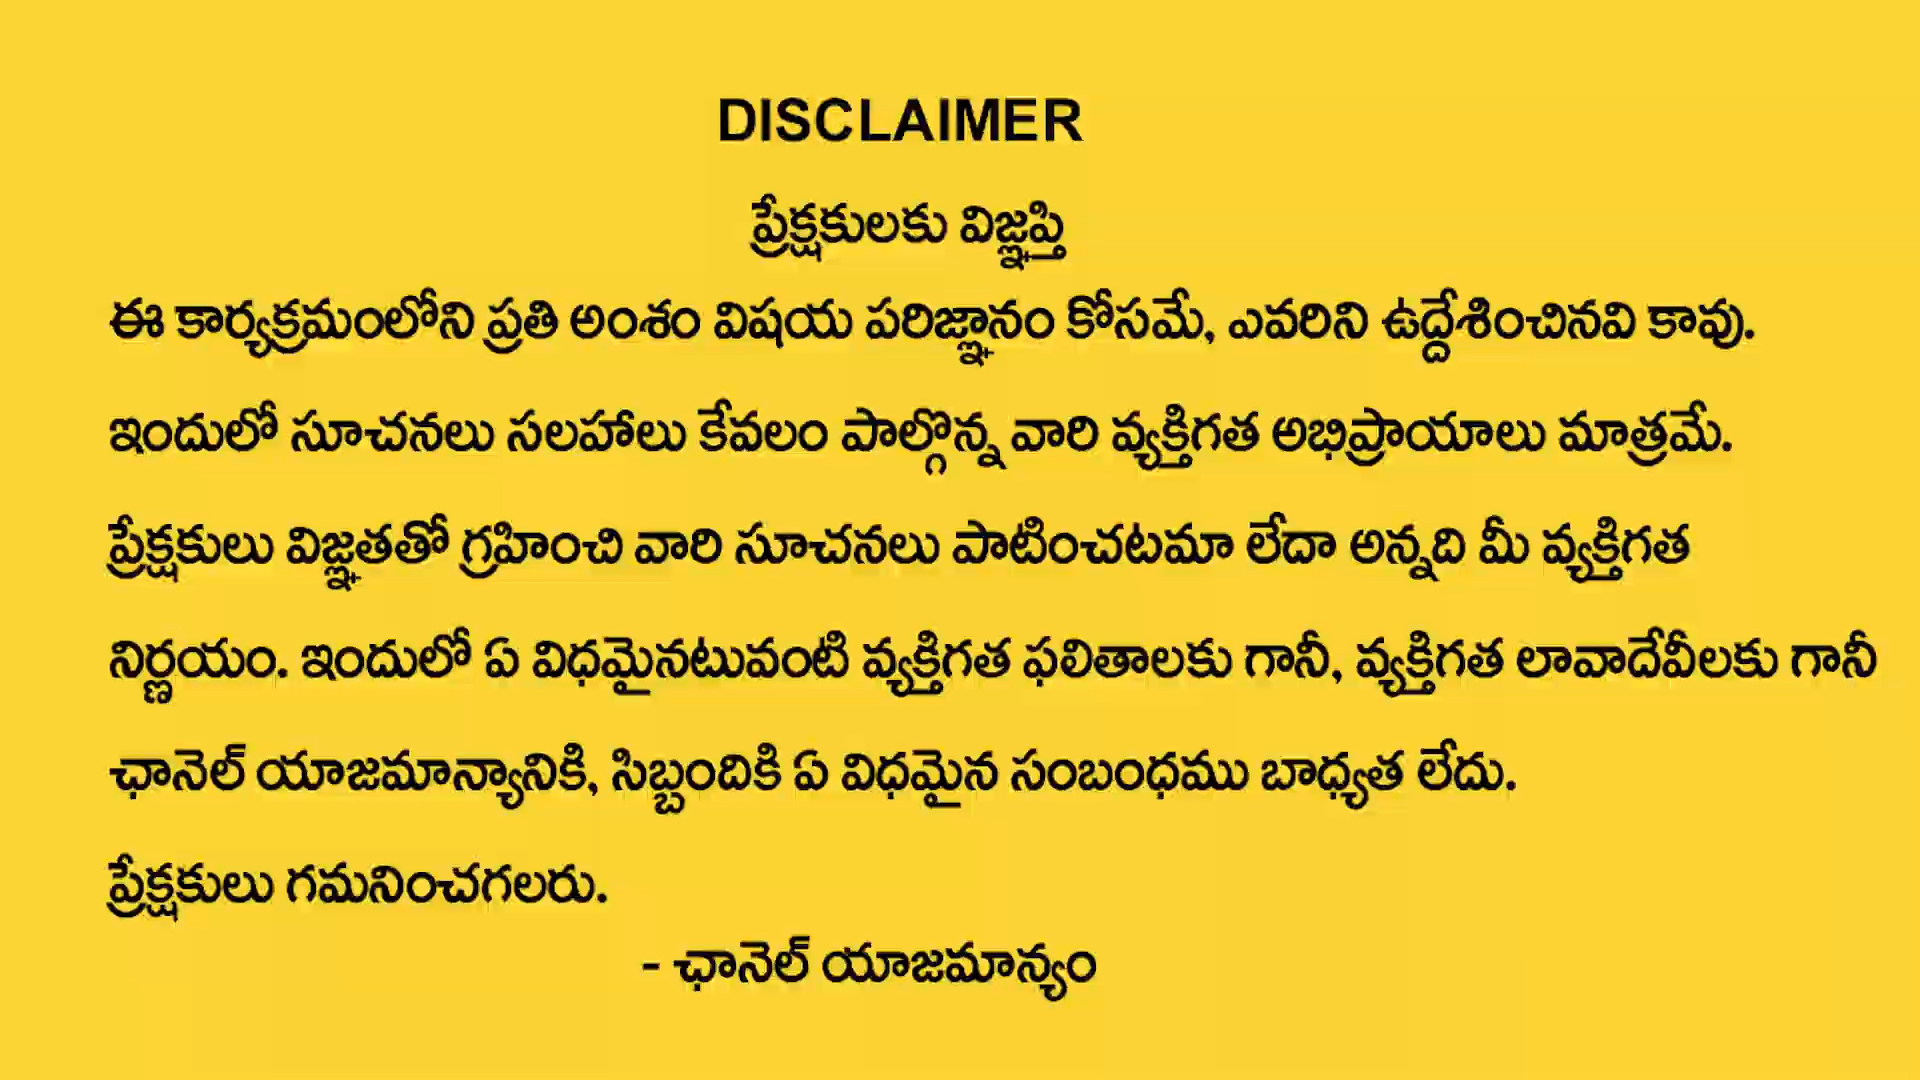 DISCLAIMER
ప్రేక్షకులకు విజ్ఞప్తి
ఈ కార్యక్రమంలోని ప్రతి అంశం విషయ పరిజ్ఞానం కోసమే, ఎవరిని ఉద్దేశించినవి కావు.
ఇందులో సూచనలు సలహాలు కేవలం పాల్గొన్న వారి వ్యక్తిగత అభిప్రాయాలు మాత్రమే.
ప్రేక్షకులు విజ్ఞతతో గ్రహించి వారి సూచనలు పాటించటమా లేదా అన్నది మీ వ్యక్తిగత
నిర్ణయం. ఇందులో ఏ విధమైనటువంటి వ్యక్తిగత ఫలితాలకు గానీ, వ్యక్తిగత లావాదేవీలకు గానీ
ఛానెల్ యాజమాన్యానికి, సిబ్బందికి ఏ విధమైన సంబంధము బాధ్యత లేదు.
ప్రేక్షకులు గమనించగలరు.
- ఛానెల్ యాజమాన్యం